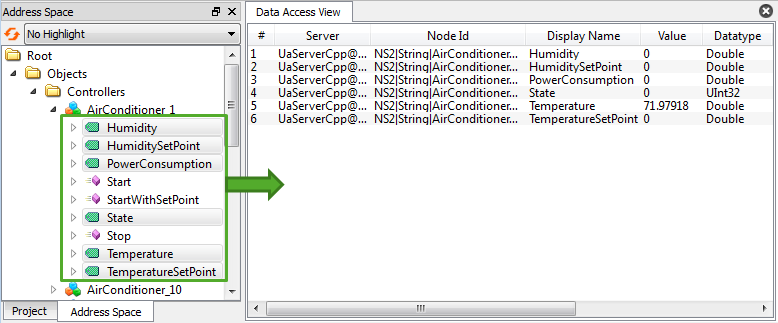 Address Space
No Highlight
Root
Objects
Controllers
AirConditioner 1
Humidity
HumiditySetPoint
PowerConsumption
Start
StartWithSetPoint
State
Stop
Temperature
TemperatureSetPoint
AirConditioner_10
Project
Address Space
Data Access View
# Server Node Id Display Name Value Datatype
1 UaServerCpp@... NS2|String|AirConditioner... Humidity 0 Double
2 UaServerCpp@... NS2|String|AirConditioner... HumiditySetPoint 0 Double
3 UaServerCpp@... NS2|String|AirConditioner... PowerConsumption 0 Double
4 UaServerCpp@... NS2|String|AirConditioner... State 0 UInt32
5 UaServerCpp@... NS2|String|AirConditioner... Temperature 71.97918 Double
6 UaServerCpp@... NS2|String|AirConditioner... TemperatureSetPoint 0 Double